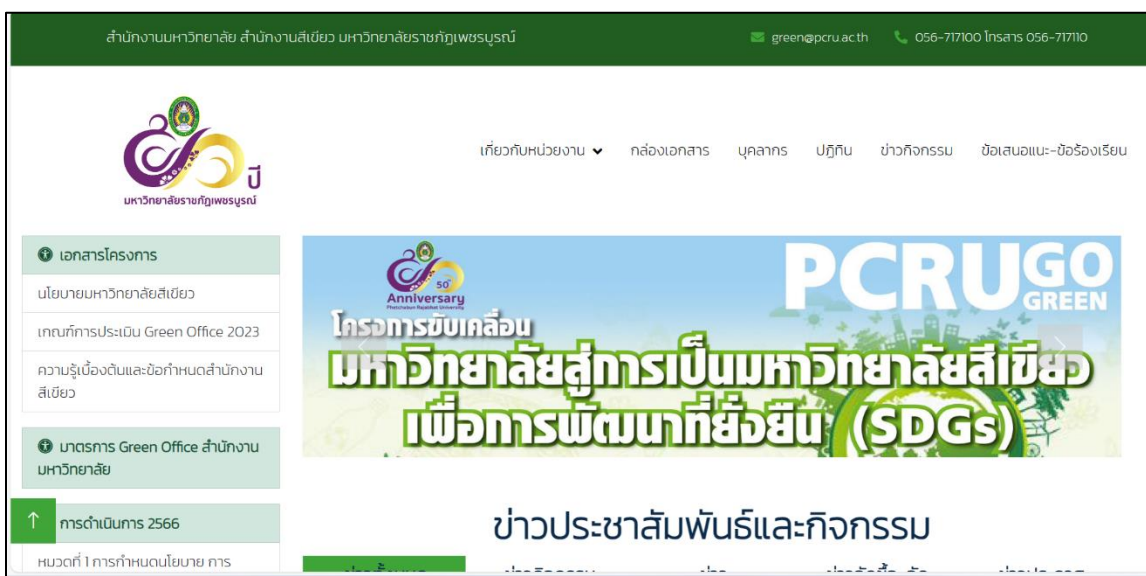 สำนักงานมหาวิทยาลัย สำนักงานสีเขียว มหาวิทยาลัยราชภัฏเพชรบูรณ์
green@pcru.ac.th
056-717100 โทรสาร 056-717110
ปี
มหาวิทยาลัยราชภัฏเพชรบูรณ์
เกี่ยวกับหน่วยงาน
กล่องเอกสาร
บุคลากร
ปฏิทิน
ข่าวกิจกรรม
ข้อเสนอแนะ-ข้อร้องเรียน
เอกสารโครงการ
นโยบายมหาวิทยาลัยสีเขียว
เกณฑ์การประเมิน Green Office 2023
ความรู้เบื้องต้นและข้อกำหนดสำนักงาน
สีเขียว
มาตรการ Green Office สำนักงาน
มหาวิทยาลัย
การดำเนินการ 2566
หมวดที่ 1 การกำหนดนโยบาย การ
50
Anniversary
Phetchabun Rajabhat University
PCRU GO
GREEN
โครงการขับเคลื่อน
มหาวิทยาลัยสู่การเป็นมหาวิทยาลัยสีเขียว
เพื่อการพัฒนาที่ยั่งยืน (SDGs)
ข่าวประชาสัมพันธ์และกิจกรรม